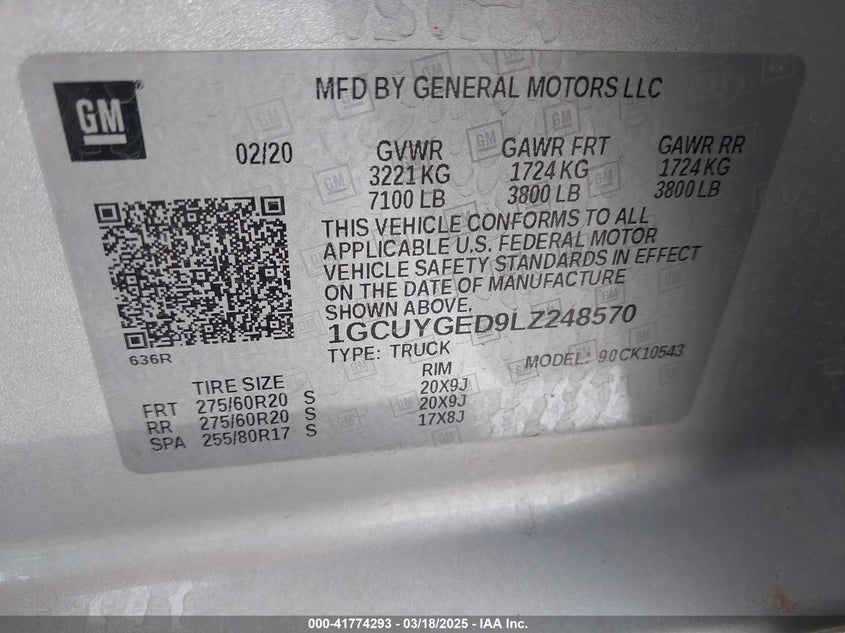 GM
MFD BY GENERAL MOTORS LLC
02/20 GVWR GAWR FRT GAWR RR
3221 KG 1724 KG 1724 KG
7100 LB 3800 LB 3800 LB
THIS VEHICLE CONFORMS TO ALL
APPLICABLE U.S. FEDERAL MOTOR
VEHICLE SAFETY STANDARDS IN EFFECT
ON THE DATE OF MANUFACTURE
SHOWN ABOVE.
1GCUYGED9LZ248570
636R
TYPE: TRUCK MODEL: 90CK10543
TIRE SIZE RIM
FRT 275/60R20 S 20X9J
RR 275/60R20 S 20X9J
SPA 255/80R17 S 17X8J
000-41774293 - 03/18/2025 - IAA Inc.